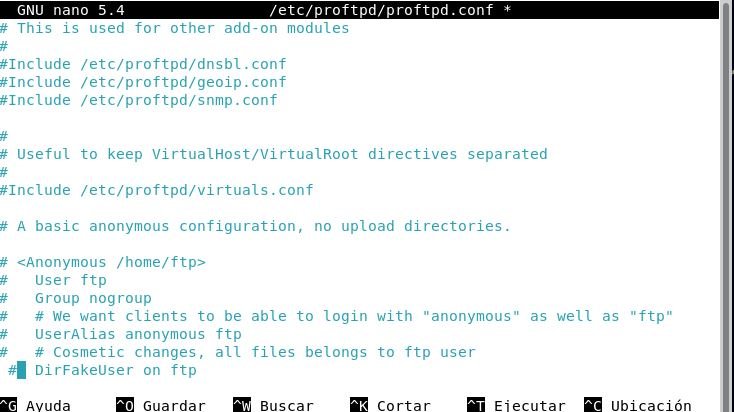 GNU nano 5.4 /etc/proftpd/proftpd.conf *
# This is used for other add-on modules
#
#Include /etc/proftpd/dnsbl.conf
#Include /etc/proftpd/geoip.conf
#Include /etc/proftpd/snmp.conf
#
# Useful to keep VirtualHost/VirtualRoot directives separated
#
#Include /etc/proftpd/virtuals.conf
# A basic anonymous configuration, no upload directories.
# <Anonymous /home/ftp>
#   User ftp
#   Group nogroup
#   # We want clients to be able to login with "anonymous" as well as "ftp"
#   UserAlias anonymous ftp
#   # Cosmetic changes, all files belongs to ftp user
 #  DirFakeUser on ftp
^G Ayuda ^O Guardar ^W Buscar ^K Cortar ^T Ejecutar ^C Ubicación